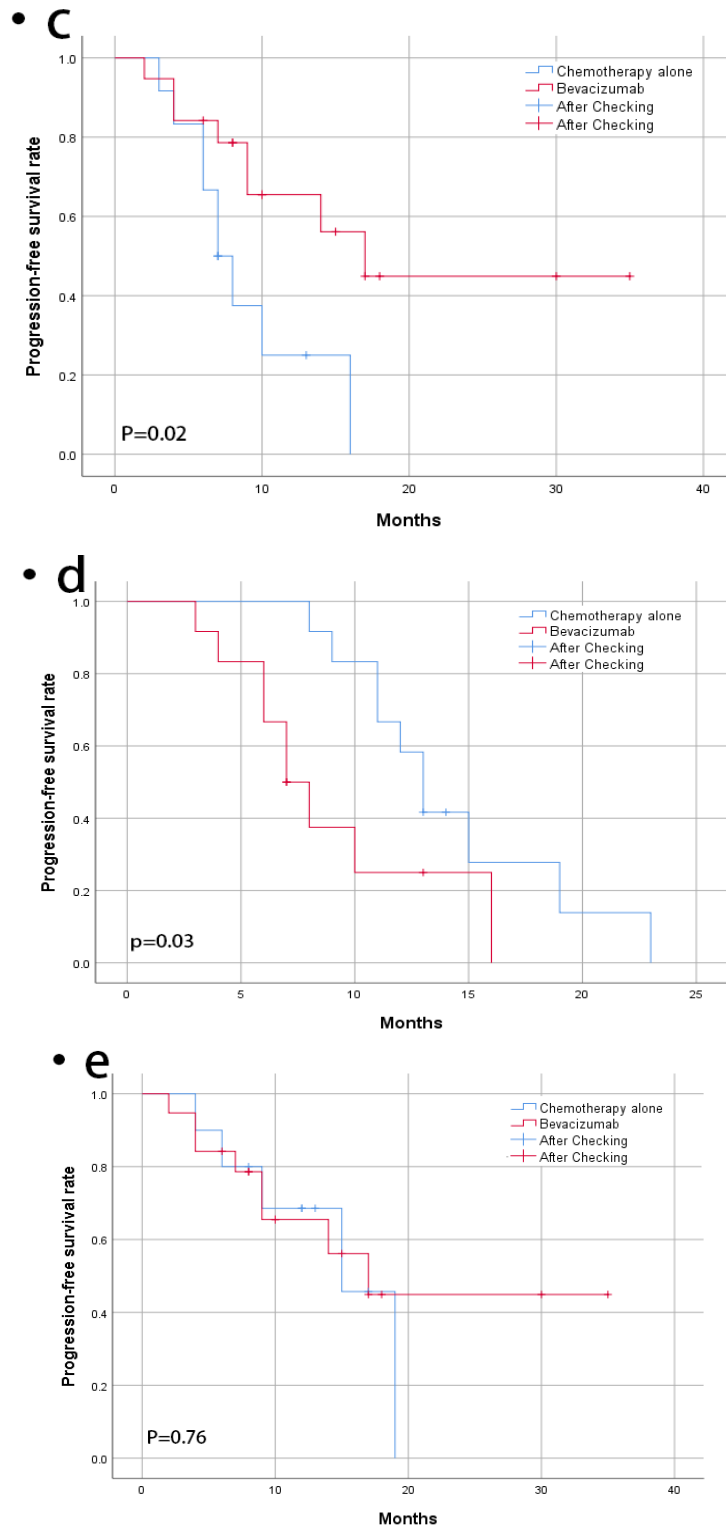 • c
Chemotherapy alone
Bevacizumab
After Checking
After Checking
Progression-free survival rate
1.0
0.8
0.6
0.4
0.2
0.0
P=0.02
0 10 20 30 40
Months
• d
Chemotherapy alone
Bevacizumab
After Checking
After Checking
Progression-free survival rate
1.0
0.8
0.6
0.4
0.2
0.0
p=0.03
0 5 10 15 20 25
Months
• e
Chemotherapy alone
Bevacizumab
After Checking
After Checking
Progression-free survival rate
1.0
0.8
0.6
0.4
0.2
0.0
P=0.76
0 10 20 30 40
Months